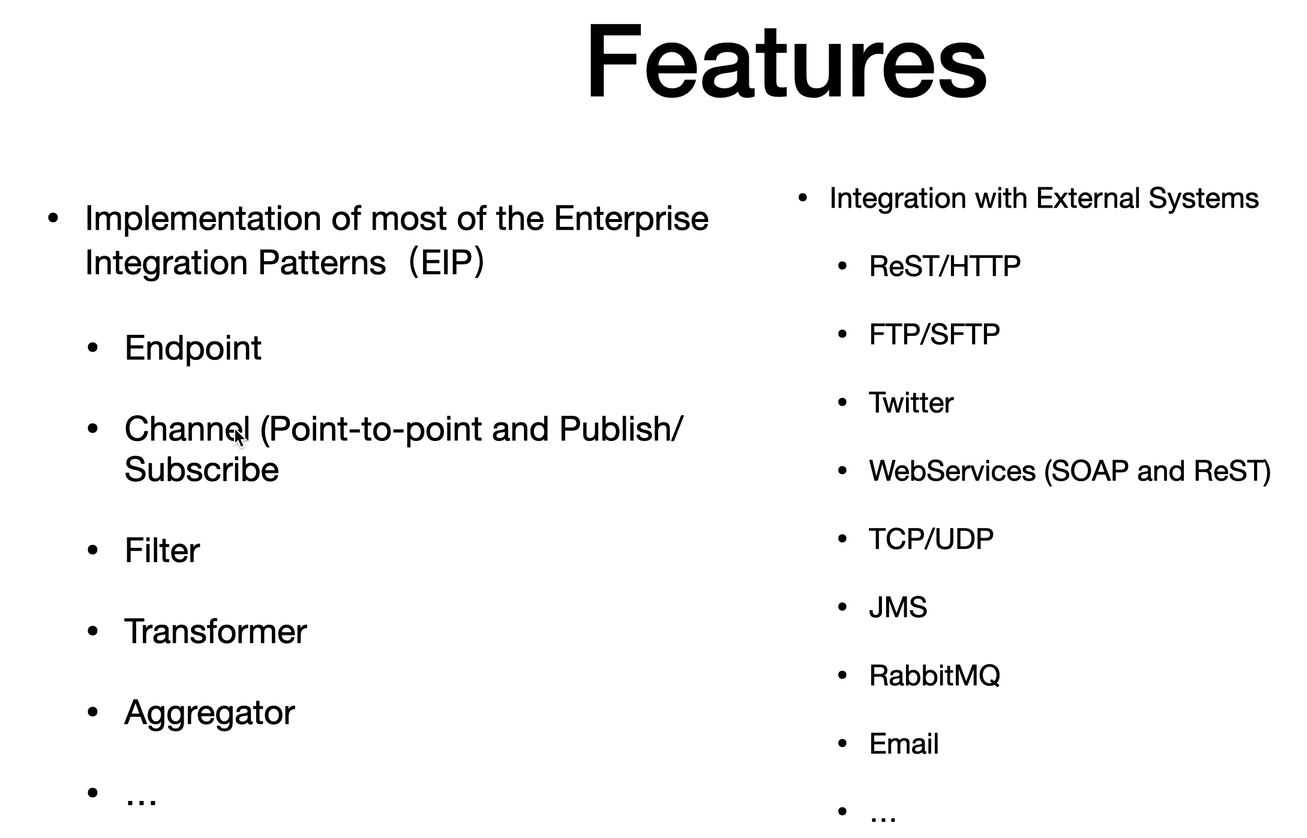 Features
• Implementation of most of the Enterprise
Integration Patterns（EIP）
• Endpoint
• Channel (Point-to-point and Publish/
Subscribe
• Filter
• Transformer
• Aggregator
• …
• Integration with External Systems
• ReST/HTTP
• FTP/SFTP
• Twitter
• WebServices (SOAP and ReST)
• TCP/UDP
• JMS
• RabbitMQ
• Email
• …